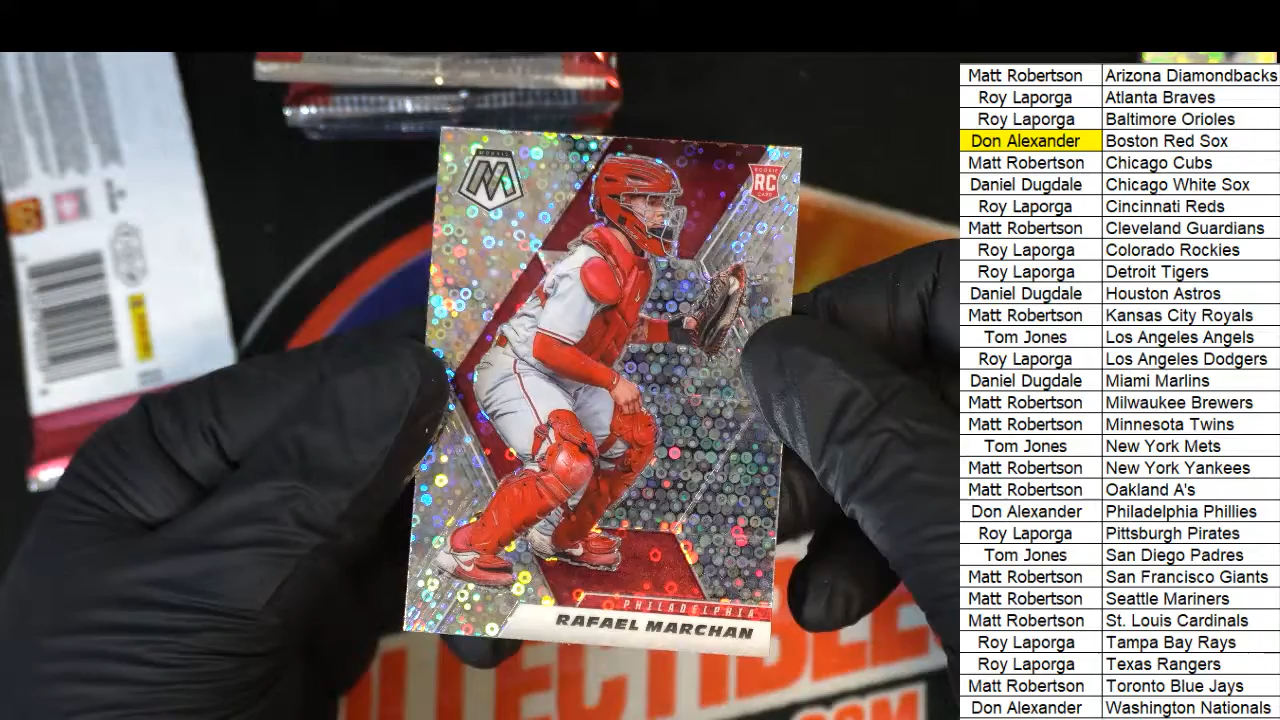 MOSAIC
M
ROOKIE
RC
CARD
PHILADELPHIA
RAFAEL MARCHAN
.COM
Matt Robertson Arizona Diamondbacks
Roy Laporga Atlanta Braves
Roy Laporga Baltimore Orioles
Don Alexander Boston Red Sox
Matt Robertson Chicago Cubs
Daniel Dugdale Chicago White Sox
Roy Laporga Cincinnati Reds
Matt Robertson Cleveland Guardians
Roy Laporga Colorado Rockies
Roy Laporga Detroit Tigers
Daniel Dugdale Houston Astros
Matt Robertson Kansas City Royals
Tom Jones Los Angeles Angels
Roy Laporga Los Angeles Dodgers
Daniel Dugdale Miami Marlins
Matt Robertson Milwaukee Brewers
Matt Robertson Minnesota Twins
Tom Jones New York Mets
Matt Robertson New York Yankees
Matt Robertson Oakland A's
Don Alexander Philadelphia Phillies
Roy Laporga Pittsburgh Pirates
Tom Jones San Diego Padres
Matt Robertson San Francisco Giants
Matt Robertson Seattle Mariners
Matt Robertson St. Louis Cardinals
Roy Laporga Tampa Bay Rays
Roy Laporga Texas Rangers
Matt Robertson Toronto Blue Jays
Don Alexander Washington Nationals